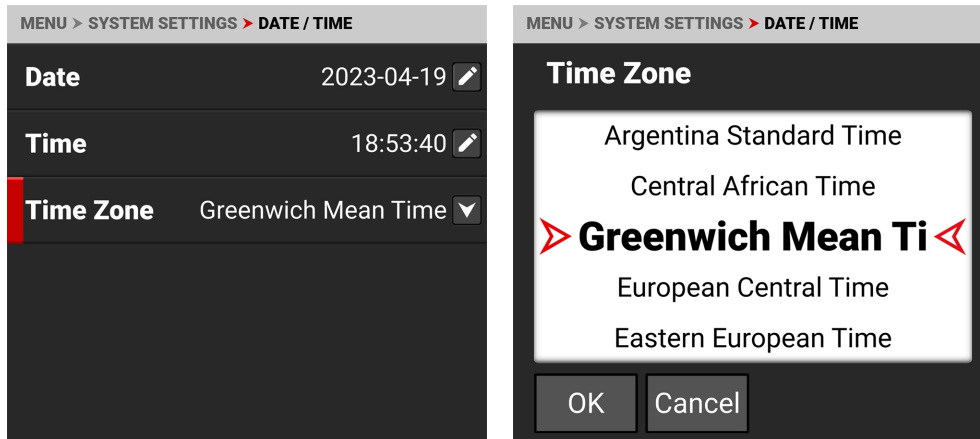 MENU > SYSTEM SETTINGS > DATE / TIME
Date 2023-04-19
Time 18:53:40
Time Zone Greenwich Mean Time
MENU > SYSTEM SETTINGS > DATE / TIME
Time Zone
Argentina Standard Time
Central African Time
Greenwich Mean Ti
European Central Time
Eastern European Time
OK Cancel